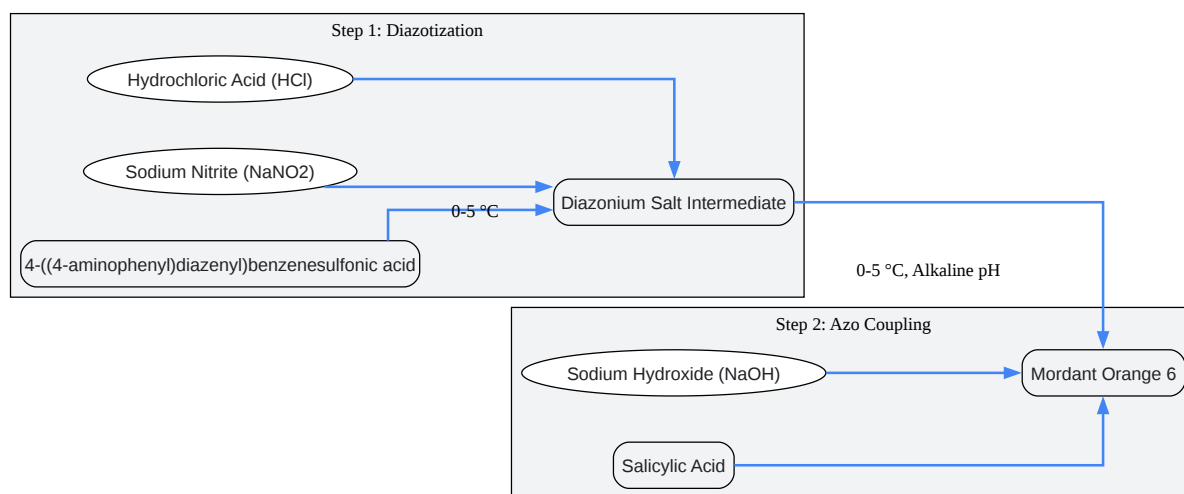 Step 1: Diazotization
Hydrochloric Acid (HCl)
Sodium Nitrite (NaNO2)
Diazonium Salt Intermediate
0-5 °C
4-((4-aminophenyl)diazenyl)benzenesulfonic acid
0-5 °C, Alkaline pH
Step 2: Azo Coupling
Sodium Hydroxide (NaOH)
Mordant Orange 6
Salicylic Acid